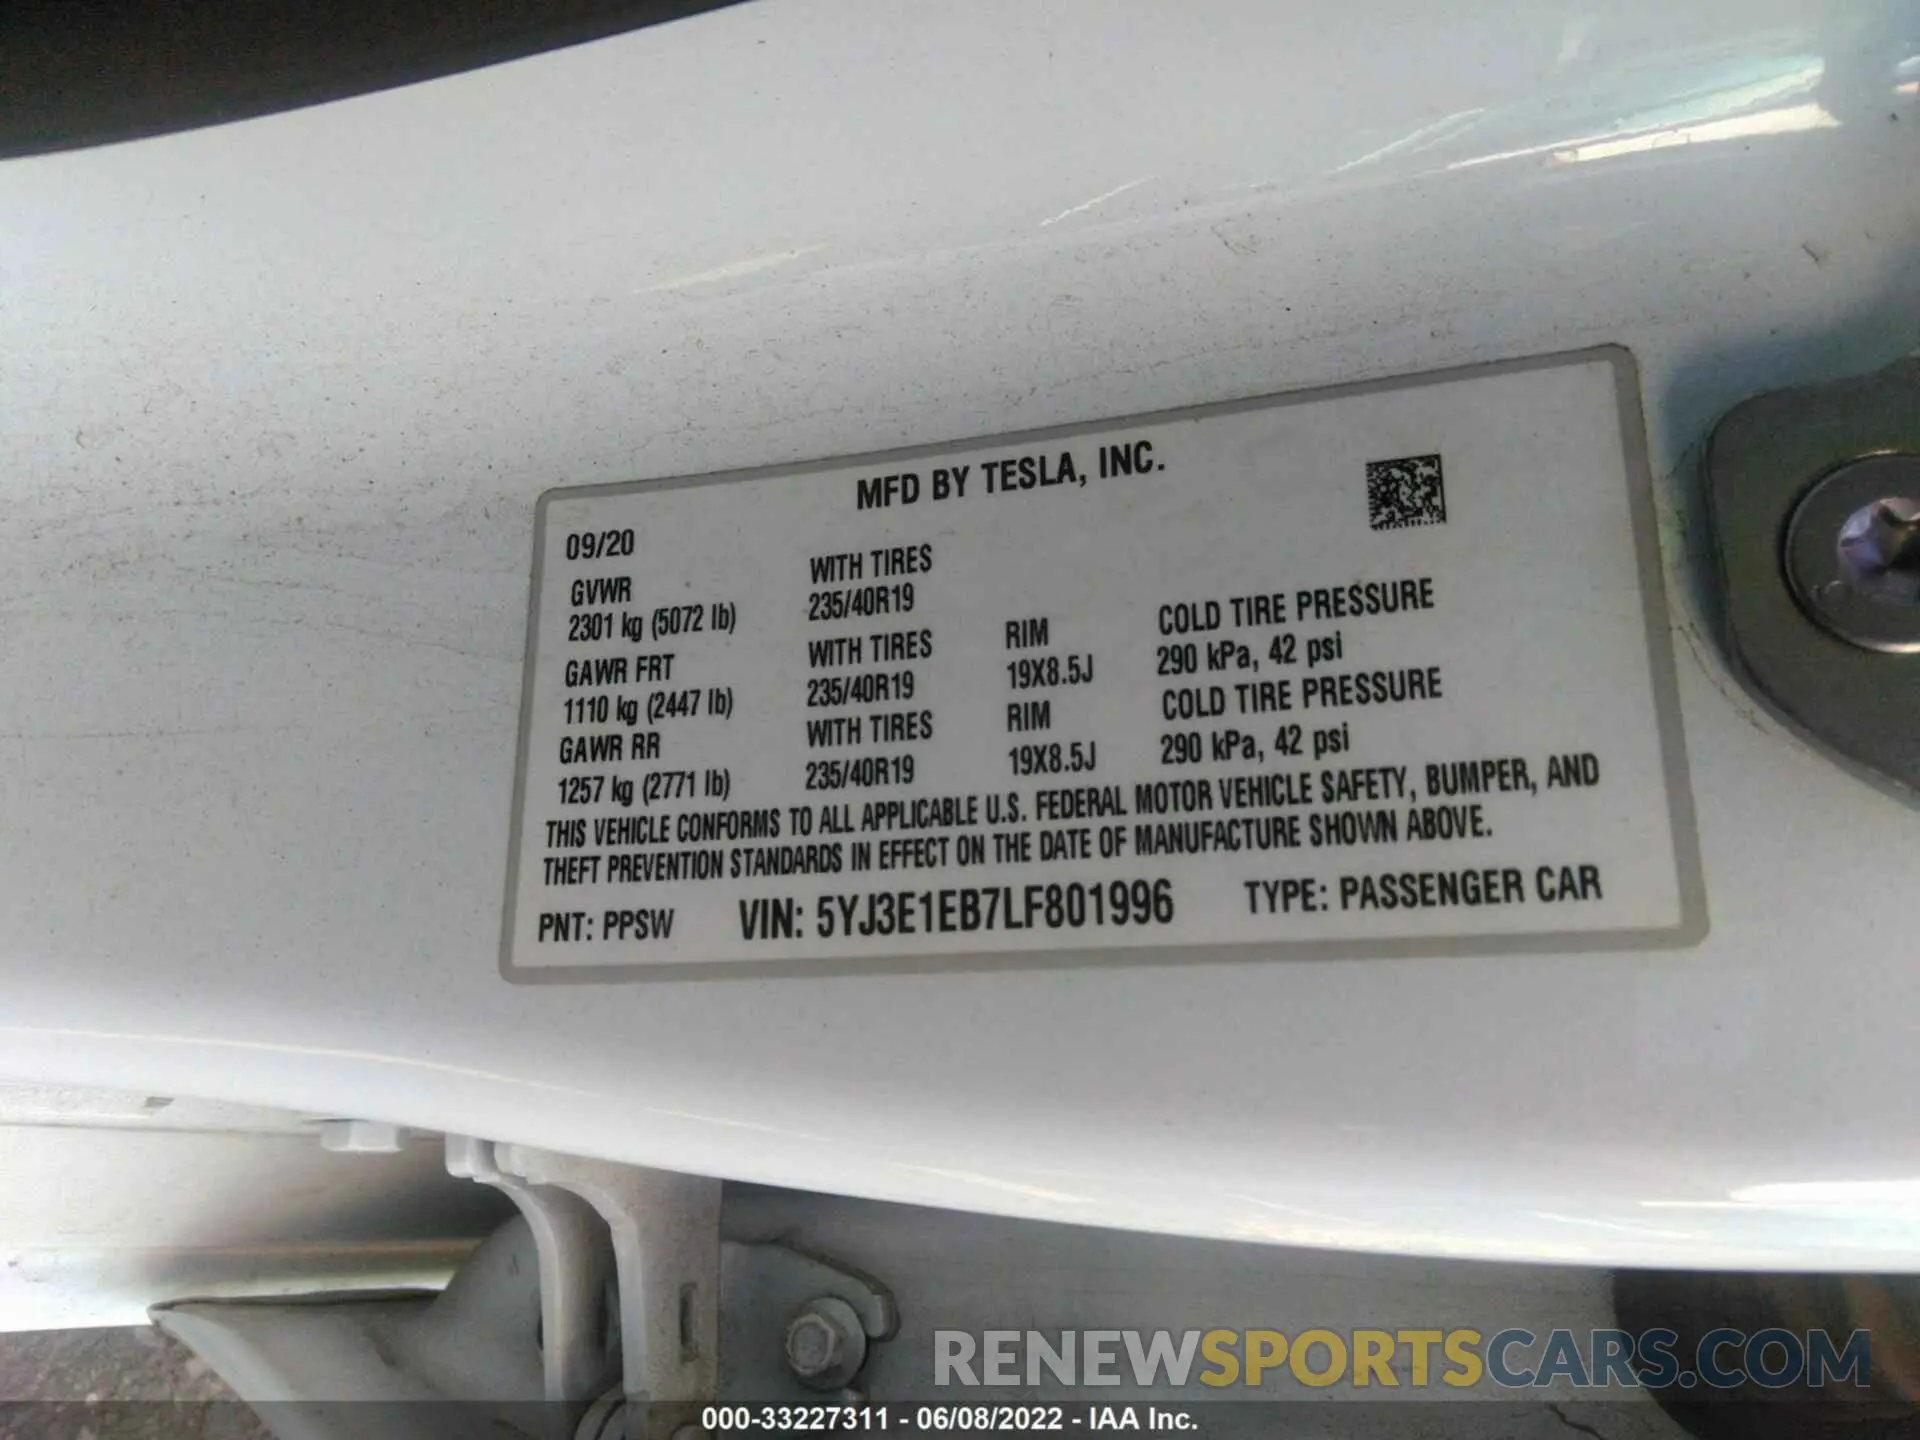 MFD BY TESLA, INC.
09/20
GVWR WITH TIRES
2301 kg (5072 lb) 235/40R19
GAWR FRT WITH TIRES RIM COLD TIRE PRESSURE
1110 kg (2447 lb) 235/40R19 19X8.5J 290 kPa, 42 psi
GAWR RR WITH TIRES RIM COLD TIRE PRESSURE
1257 kg (2771 lb) 235/40R19 19X8.5J 290 kPa, 42 psi
THIS VEHICLE CONFORMS TO ALL APPLICABLE U.S. FEDERAL MOTOR VEHICLE SAFETY, BUMPER, AND
THEFT PREVENTION STANDARDS IN EFFECT ON THE DATE OF MANUFACTURE SHOWN ABOVE.
PNT: PPSW VIN: 5YJ3E1EB7LF801996 TYPE: PASSENGER CAR
RENEWSPORTSCARS.COM
000-33227311 - 06/08/2022 - IAA Inc.